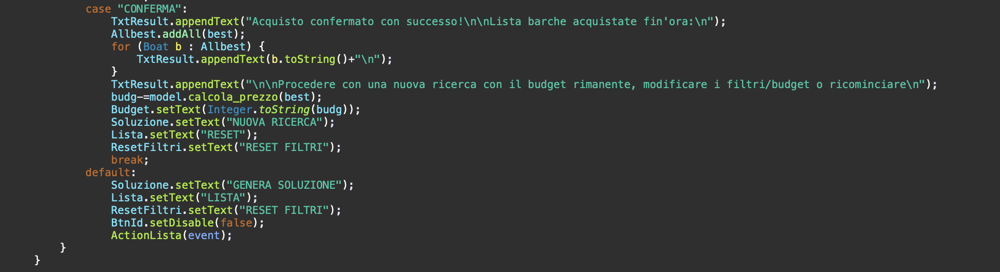 case "CONFERMA":
TxtResult.appendText("Acquisto confermato con successo!\n\nLista barche acquistate fin'ora:\n");
Allbest.addAll(best);
for (Boat b : Allbest) {
TxtResult.appendText(b.toString()+"\n");
}
TxtResult.appendText("\n\nProcedere con una nuova ricerca con il budget rimanente, modificare i filtri/budget o ricominciare\n");
budg-=model.calcola_prezzo(best);
Budget.setText(Integer.toString(budg));
Soluzione.setText("NUOVA RICERCA");
Lista.setText("RESET");
ResetFiltri.setText("RESET FILTRI");
break;
default:
Soluzione.setText("GENERA SOLUZIONE");
Lista.setText("LISTA");
ResetFiltri.setText("RESET FILTRI");
BtnId.setDisable(false);
ActionLista(event);
}
}